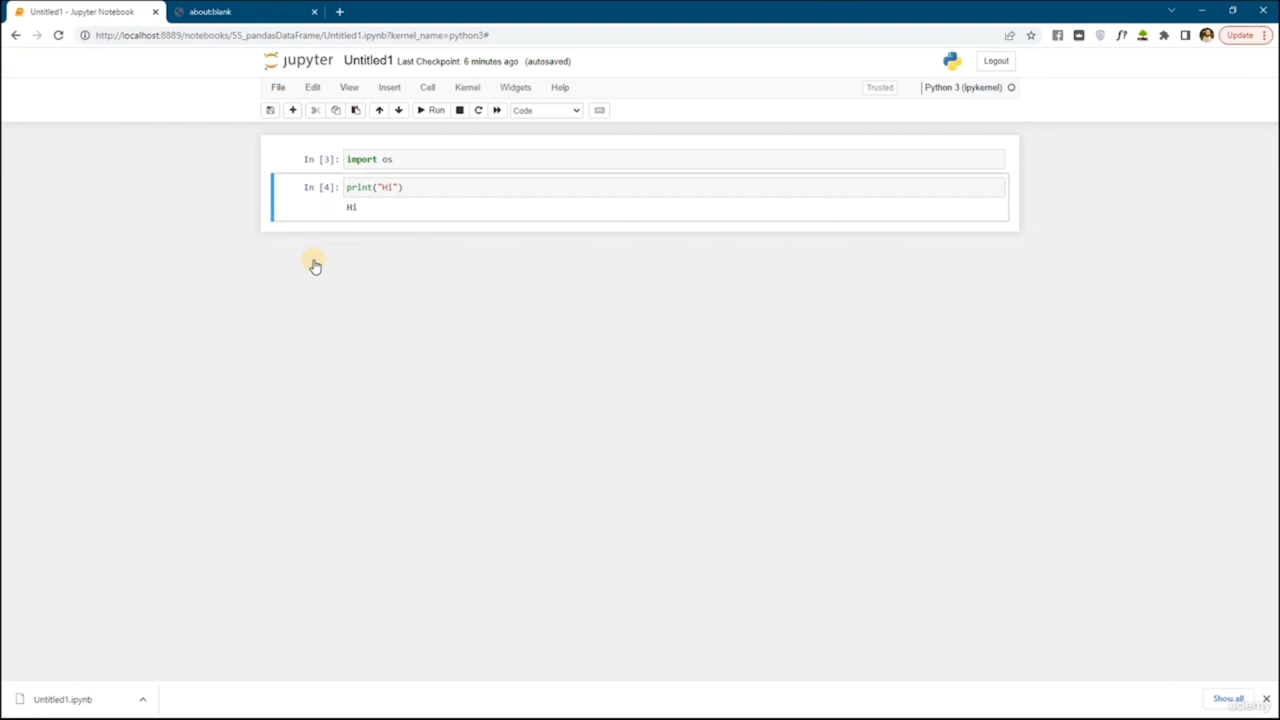 Untitled1 - Jupyter Notebook
about:blank
http://localhost:8889/notebooks/55_pandasDataFrame/Untitled1.ipynb?kernel_name=python3#
f?
Update
jupyter Untitled1 Last Checkpoint 6 minutes ago (autosaved)
Logout
File Edit View Insert Cell Kernel Widgets Help
Trusted
Python 3 (ipykernel)
Run
Code
In [3]: import os
In [4]: print("Hi")
Hi
Untitled1.ipynb
Show all
udemy